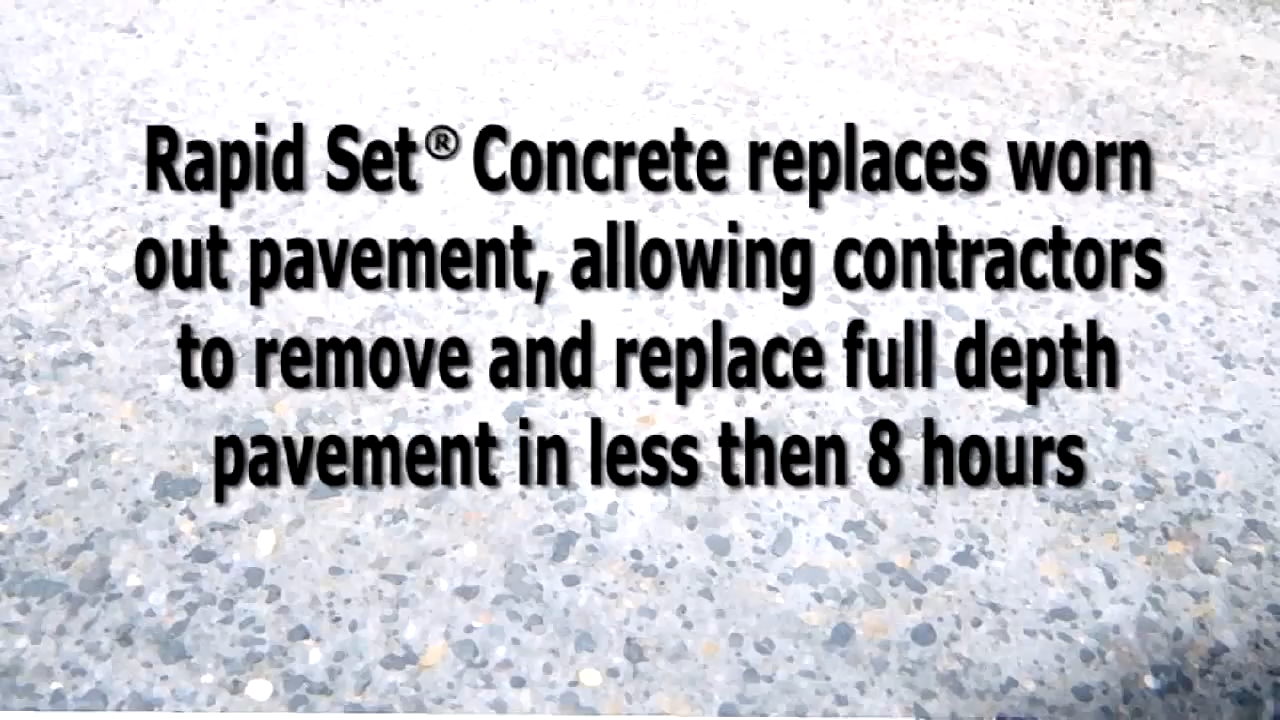 Rapid Set® Concrete replaces worn
out pavement, allowing contractors
to remove and replace full depth
pavement in less then 8 hours